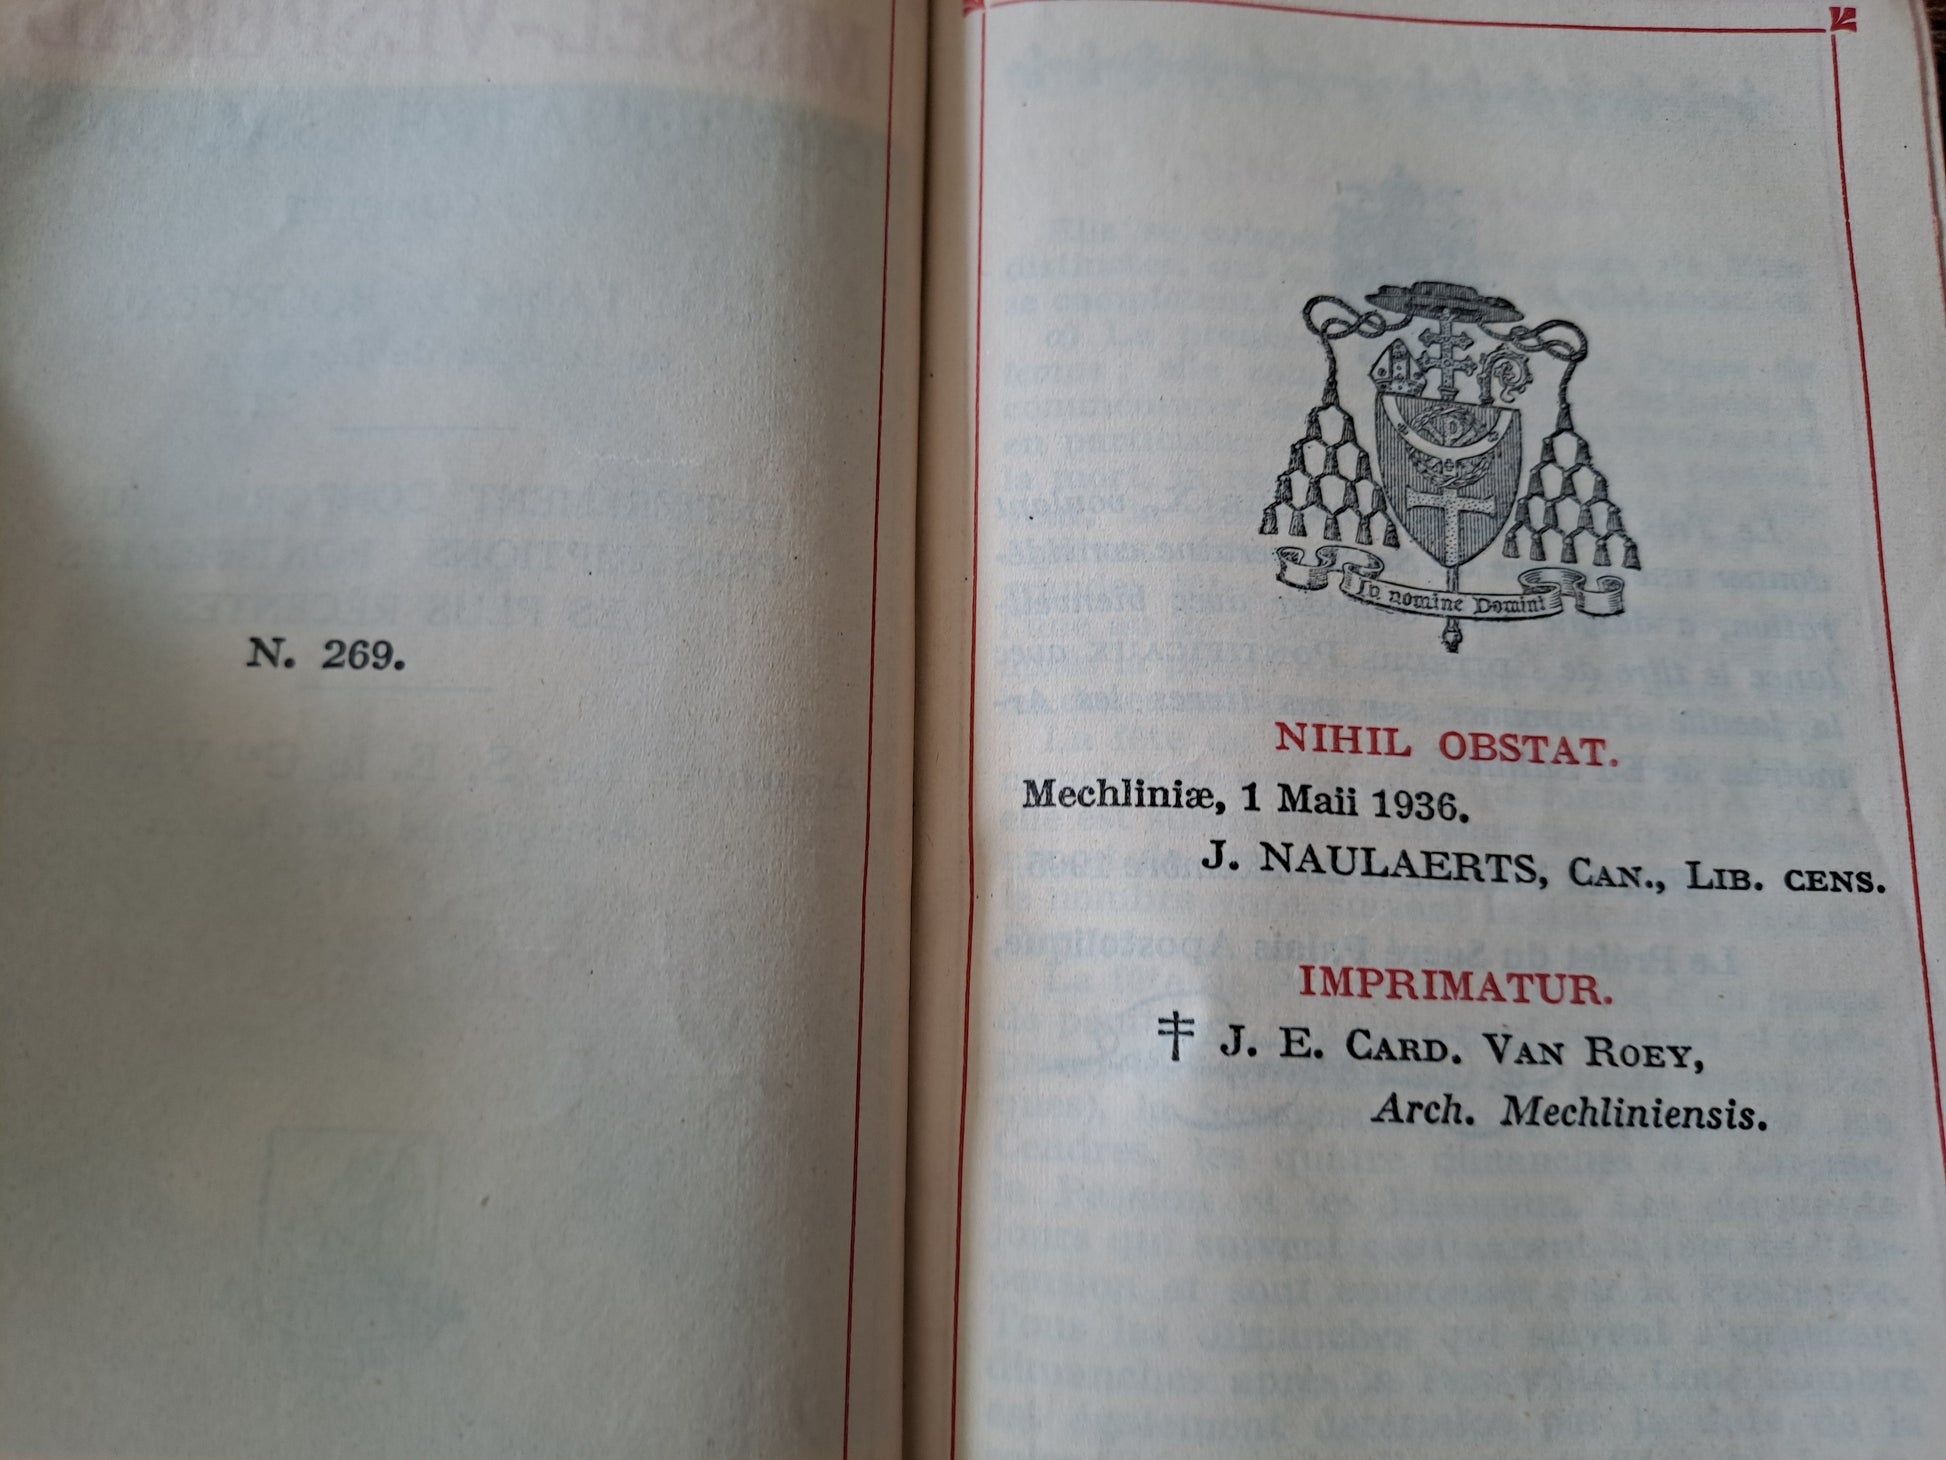 N. 269.
In nomine Domini
NIHIL OBSTAT.
Mechliniæ, 1 Maii 1936.
J. NAULAERTS, CAN., LIB. CENS.
IMPRIMATUR.
‡ J. E. CARD. VAN ROEY,
Arch. Mechliniensis.